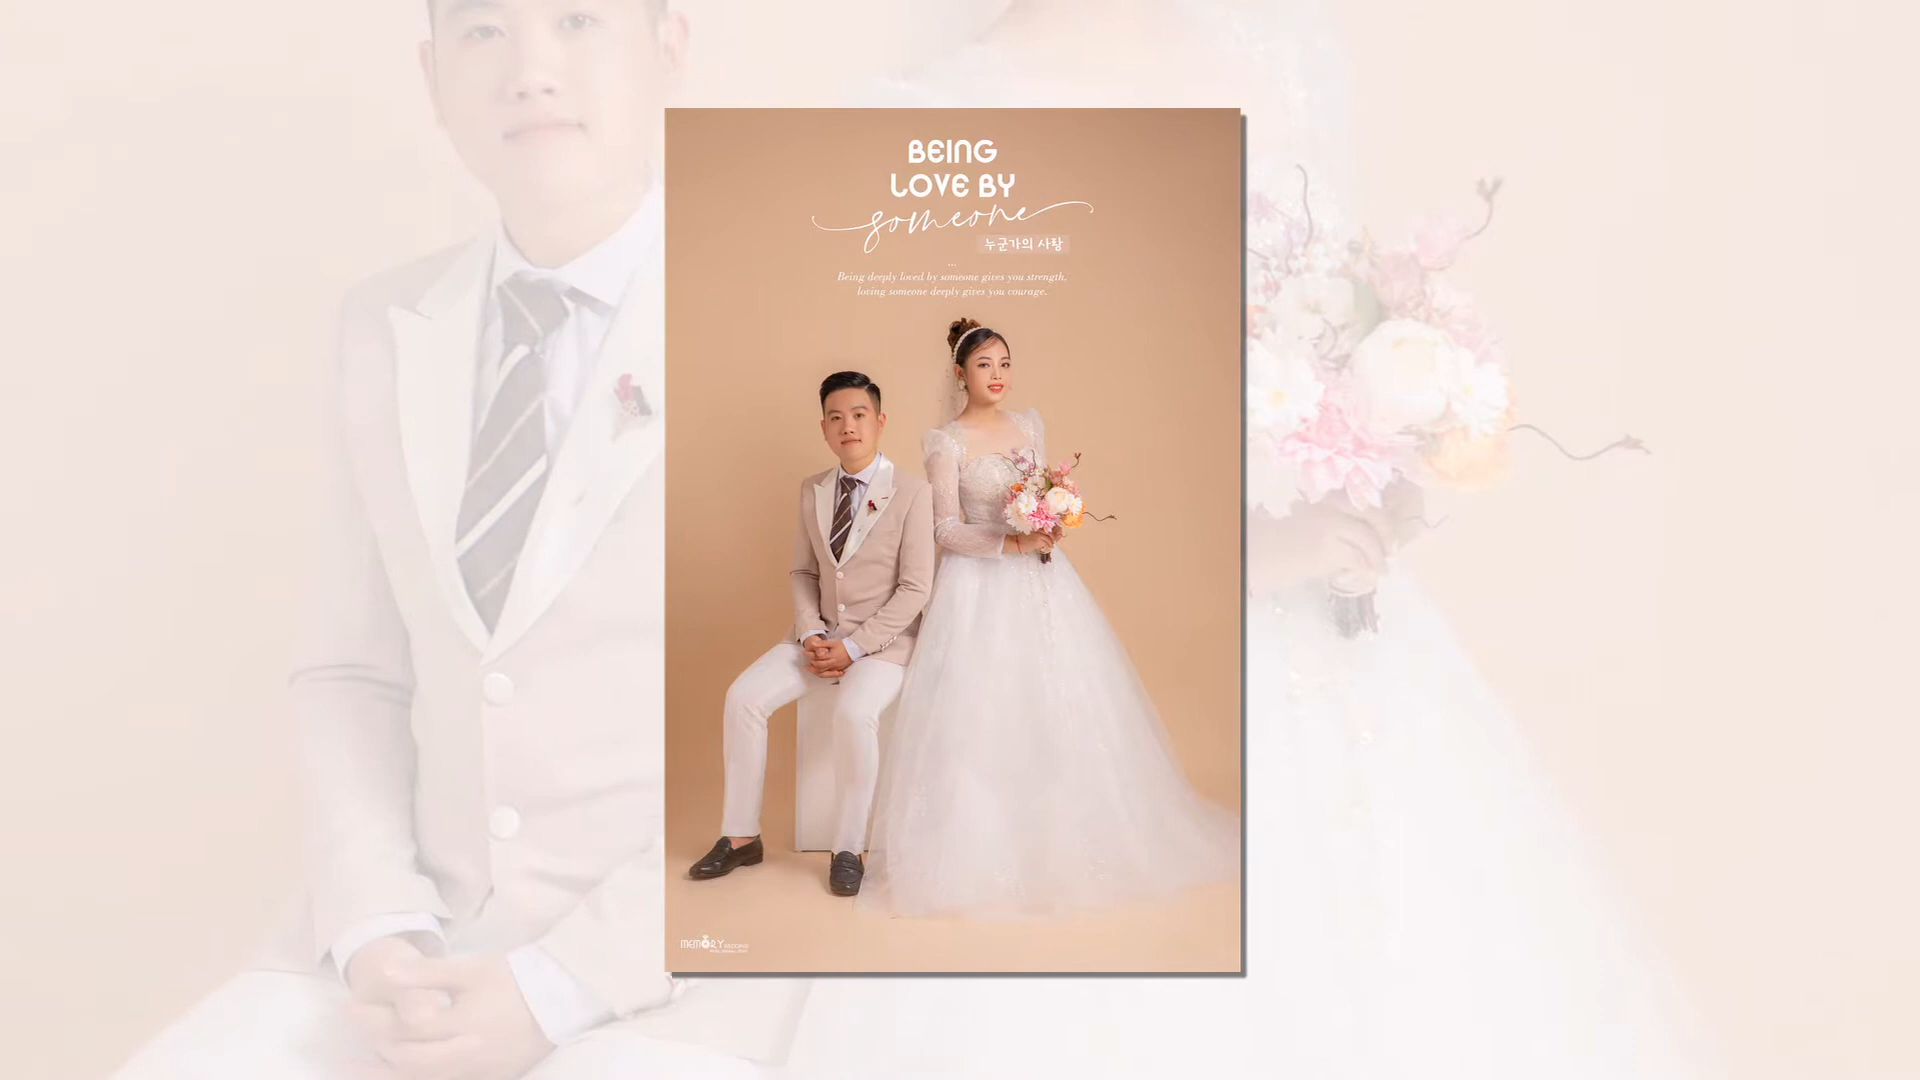 BEING
LOVE BY
someone
누군가의 사랑
...
Being deeply loved by someone gives you strength,
loving someone deeply gives you courage.
MEMORY WEDDING